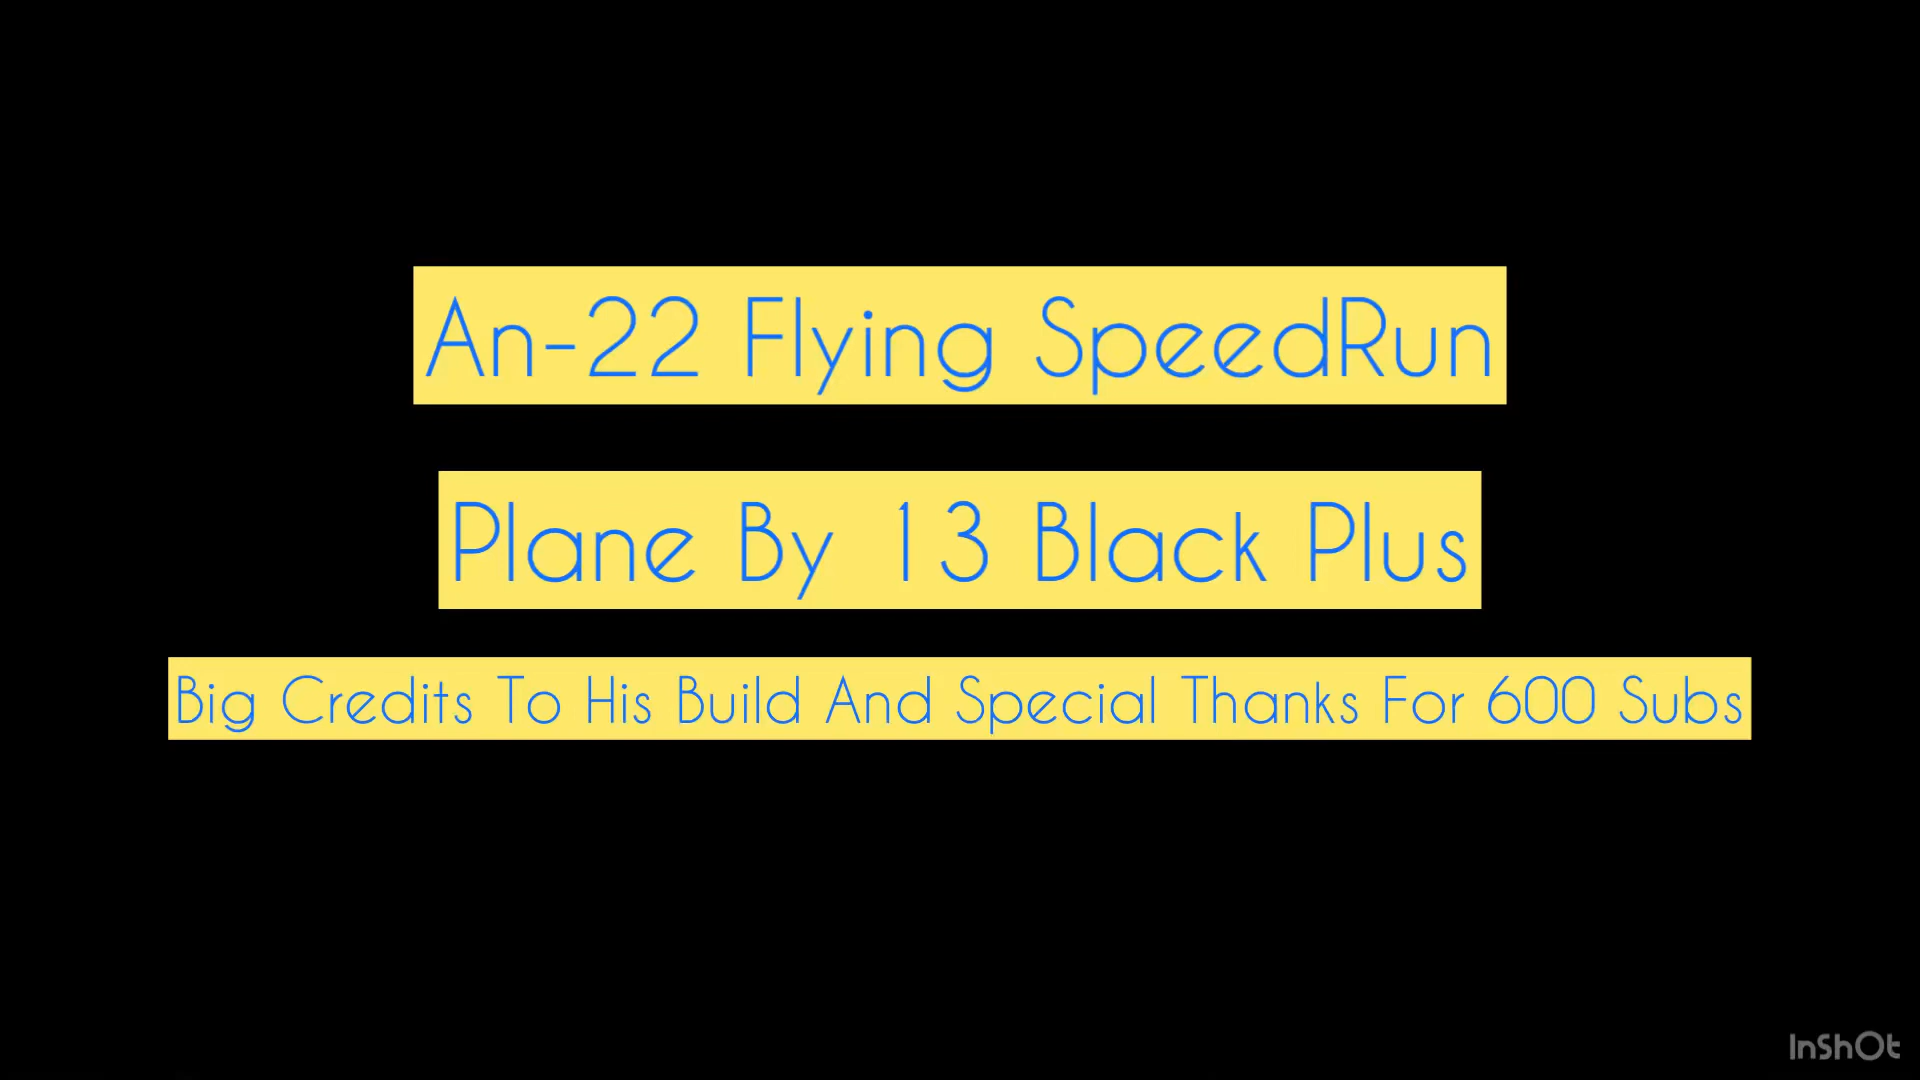 An-22 Flying SpeedRun
Plane By 13 Black Plus
Big Credits To His Build And Special Thanks For 600 Subs
InShOt